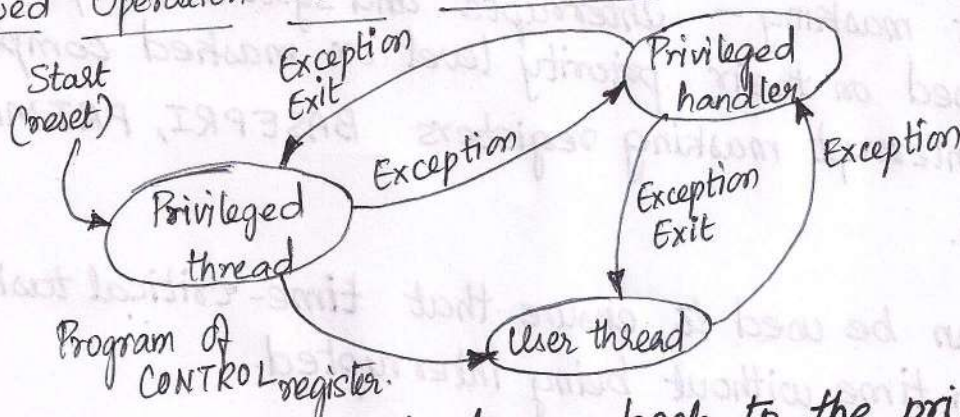 Operation
Start
(reset)
Exception
Exit
Privileged
handler
Exception
Exception
Privileged
thread
Exception
Exit
User thread
Program of
CONTROL register.
back to the pri